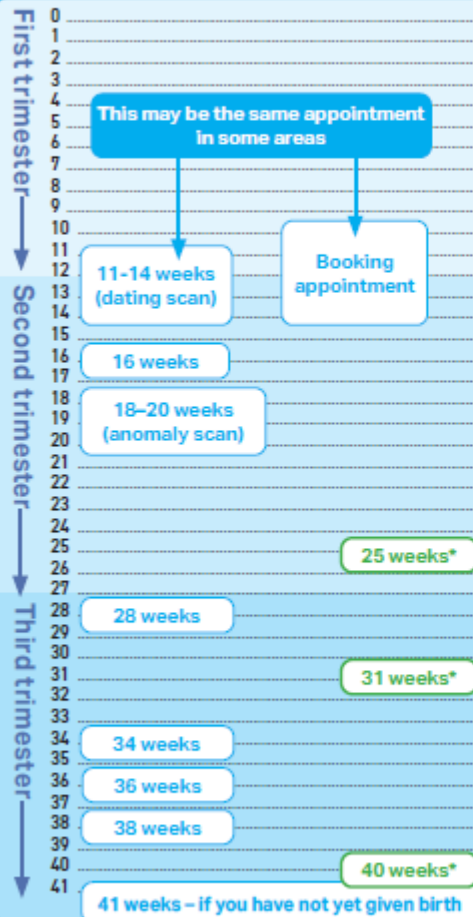 First trimester
0
1
2
3
4
5
6
This may be the same appointment
in some areas
7
8
9
10
11
12
13
14
11-14 weeks
(dating scan)
Booking
appointment
Second trimester
15
16
16 weeks
17
18
19
20
18–20 weeks
(anomaly scan)
21
22
23
24
25
25 weeks*
26
27
Third trimester
28
28 weeks
29
30
31
31 weeks*
32
33
34
34 weeks
35
36
36 weeks
37
38
38 weeks
39
40
40 weeks*
41
41 weeks – if you have not yet given birth